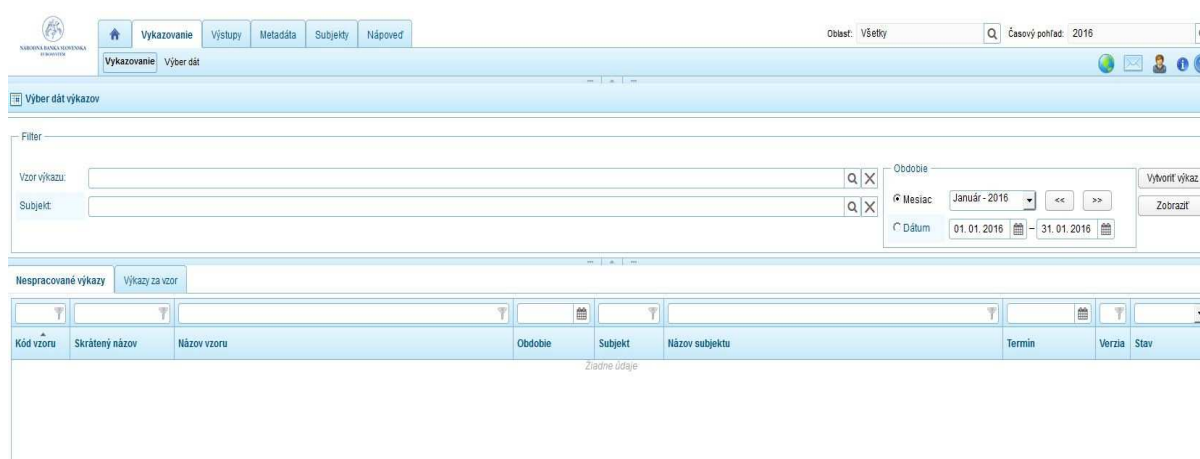 NÁRODNÁ BANKA SLOVENSKA
EUROSYSTÉM
Vykazovanie Výstupy Metadáta Subjekty Nápoveď
Oblasť: Všetky Časový pohľad: 2016
Vykazovanie Výber dát
Výber dát výkazov
Filter
Vzor výkazu:
Subjekt:
Obdobie
Mesiac Január - 2016 << >>
Dátum 01. 01. 2016 – 31. 01. 2016
Vytvoriť výkaz
Zobraziť
Nespracované výkazy Výkazy za vzor
Kód vzoru Skrátený názov Názov vzoru Obdobie Subjekt Názov subjektu Termín Verzia Stav
Žiadne údaje